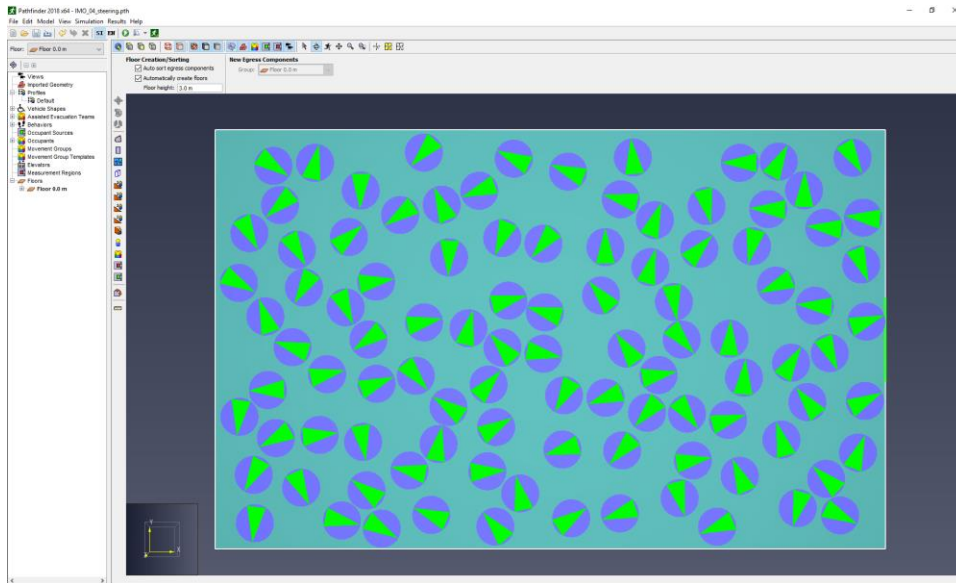 Pathfinder 2018 x64 - IMO_04_steering.pth
File Edit Model View Simulation Results Help
SI EN
Floor: Floor 0.0 m
Floor Creation/Sorting
New Egress Components
Auto sort egress components
Group: Floor 0.0 m
Automatically create floors
Floor height: 3.0 m
Views
Imported Geometry
Profiles
Default
Vehicle Shapes
Assisted Evacuation Teams
Behaviors
Occupant Sources
Occupants
Movement Groups
Movement Group Templates
Elevators
Measurement Regions
Floors
Floor 0.0 m
Y
X